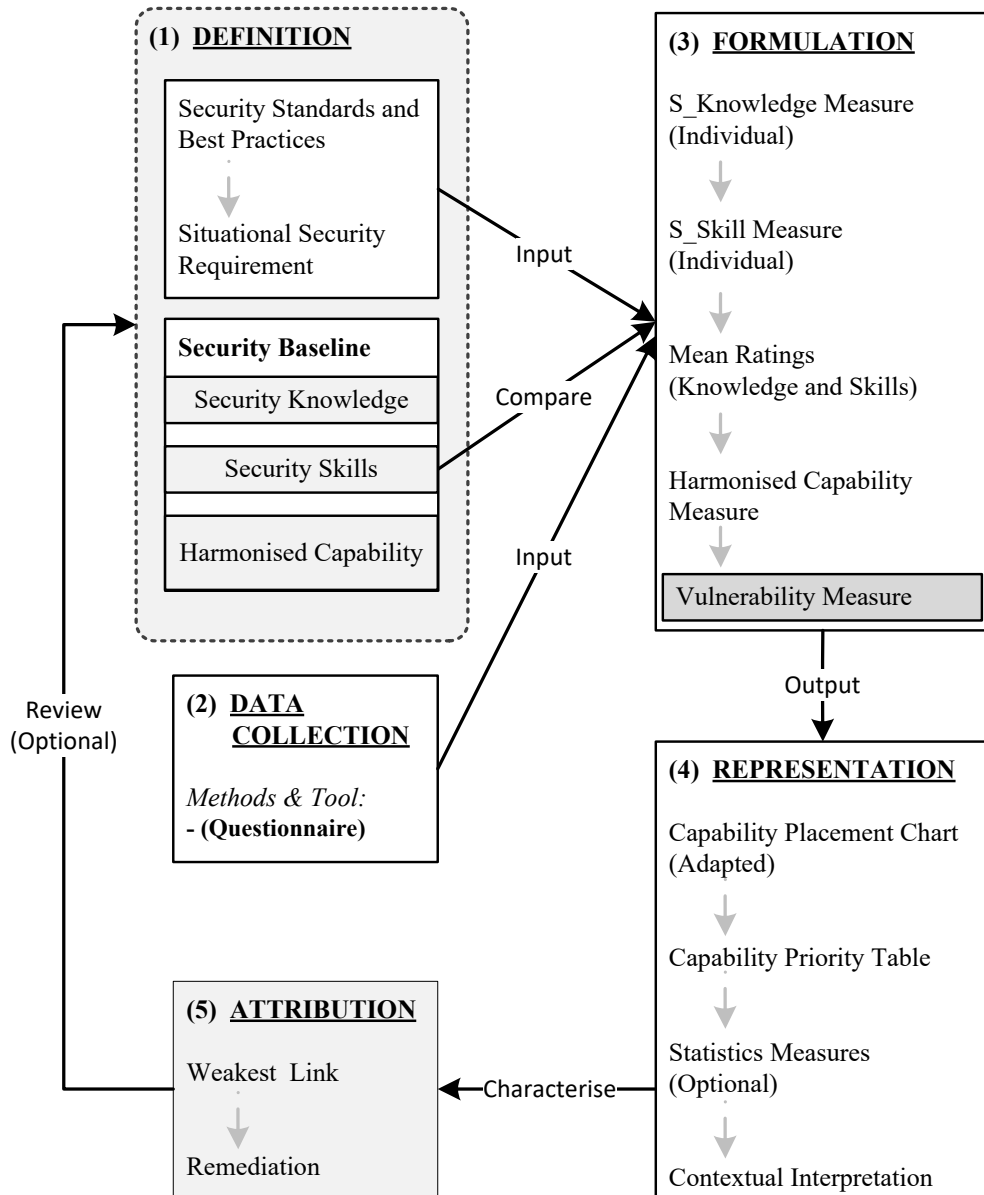 (1) DEFINITION
Security Standards and
Best Practices
Situational Security
Requirement
Security Baseline
Security Knowledge
Security Skills
Harmonised Capability
Input
Compare
Input
(2) DATA
COLLECTION
Methods & Tool:
- (Questionnaire)
(3) FORMULATION
S_Knowledge Measure
(Individual)
S_Skill Measure
(Individual)
Mean Ratings
(Knowledge and Skills)
Harmonised Capability
Measure
Vulnerability Measure
Output
(4) REPRESENTATION
Capability Placement Chart
(Adapted)
Capability Priority Table
Statistics Measures
(Optional)
Contextual Interpretation
Characterise
(5) ATTRIBUTION
Weakest Link
Remediation
Review
(Optional)